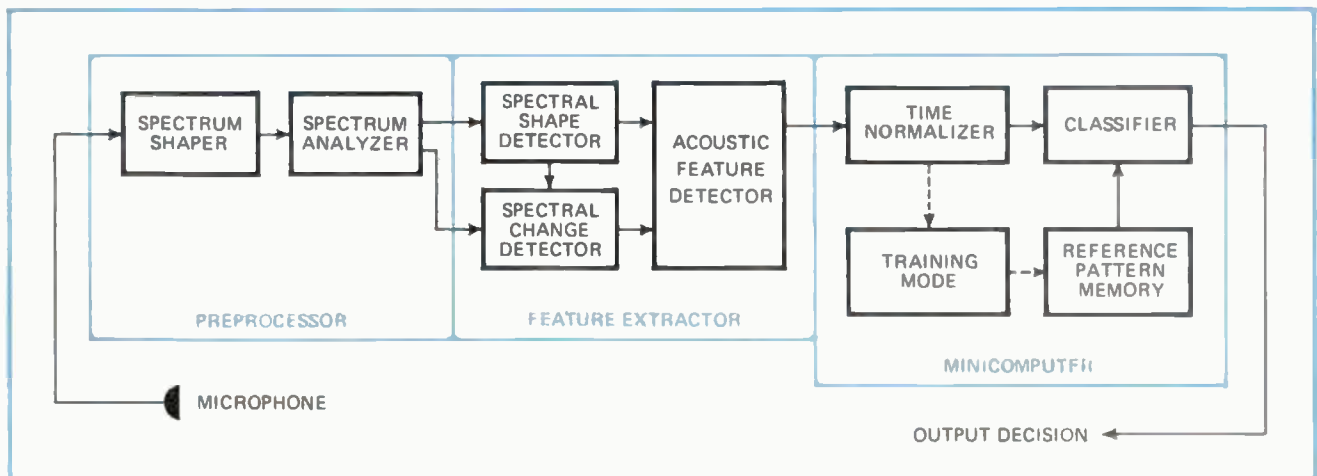 SPECTRUM
SHAPER
SPECTRUM
ANALYZER
SPECTRAL
SHAPE
DETECTOR
SPECTRAL
CHANGE
DETECTOR
ACOUSTIC
FEATURE
DETECTOR
TIME
NORMALIZER
CLASSIFIER
TRAINING
MODE
REFERENCE
PATTERN
MEMORY
PREPROCESSOR
FEATURE EXTRACTOR
MINICOMPUTER
MICROPHONE
OUTPUT DECISION